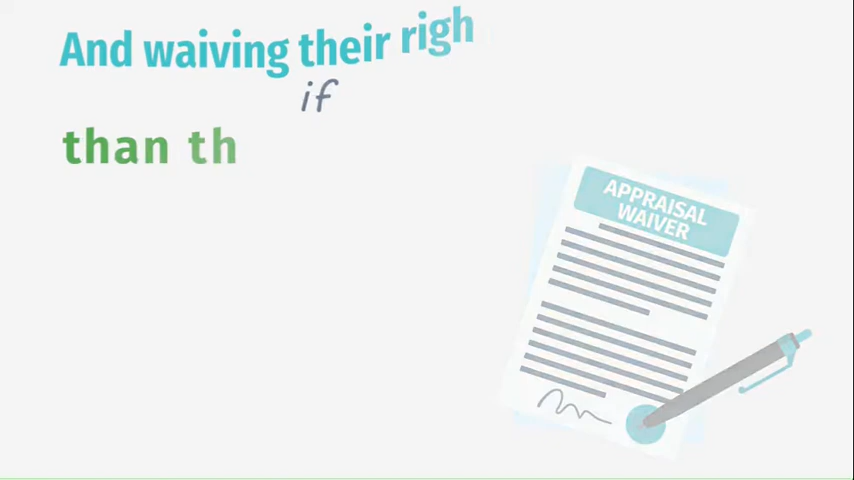 And waiving their righ
if
than th
APPRAISAL
WAIVER